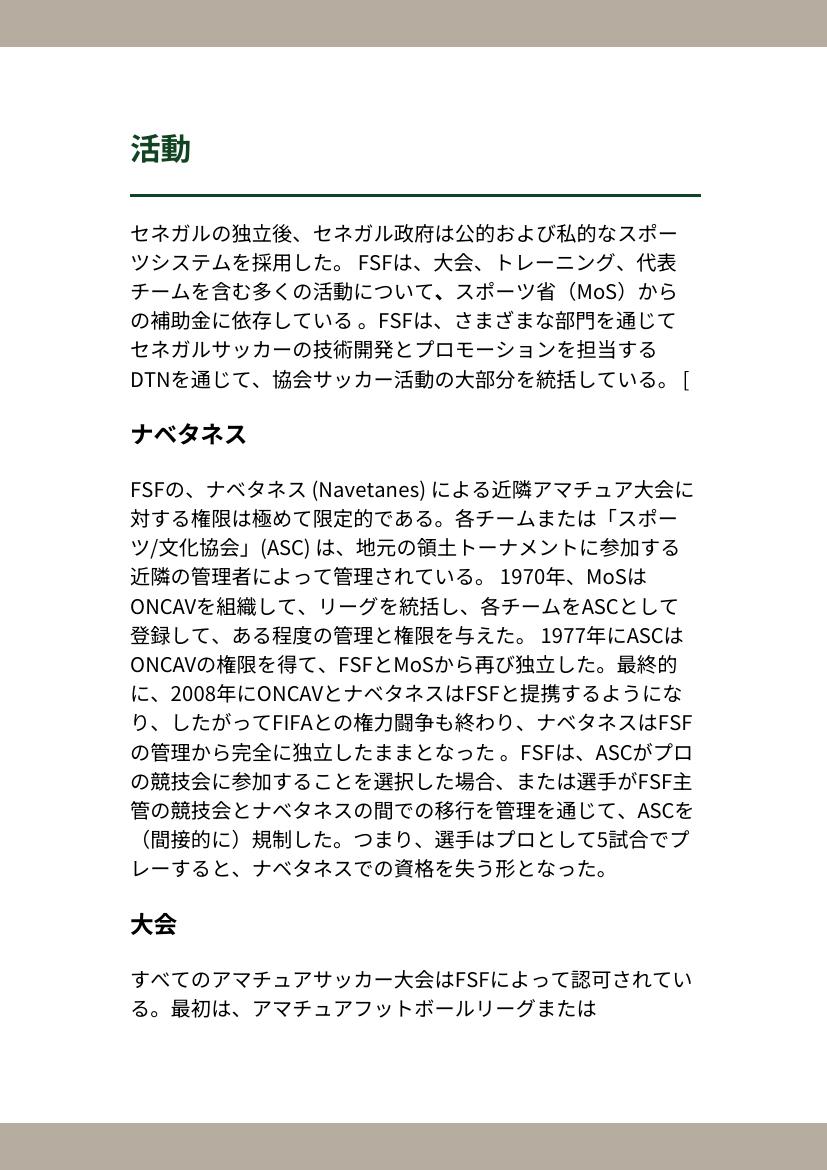 活動
セネガルの独立後、セネガル政府は公的および私的なスポー
ツシステムを採用した。 FSFは、大会、トレーニング、代表
チームを含む多くの活動について、スポーツ省（MoS）から
の補助金に依存している 。FSFは、さまざまな部門を通じて
セネガルサッカーの技術開発とプロモーションを担当する
DTNを通じて、協会サッカー活動の大部分を統括している。 [
ナベタネス
FSFの、ナベタネス (Navetanes) による近隣アマチュア大会に
対する権限は極めて限定的である。各チームまたは「スポー
ツ/文化協会」(ASC) は、地元の領土トーナメントに参加する
近隣の管理者によって管理されている。 1970年、MoSは
ONCAVを組織して、リーグを統括し、各チームをASCとして
登録して、ある程度の管理と権限を与えた。 1977年にASCは
ONCAVの権限を得て、FSFとMoSから再び独立した。最終的
に、2008年にONCAVとナベタネスはFSFと提携するようにな
り、したがってFIFAとの権力闘争も終わり、ナベタネスはFSF
の管理から完全に独立したままとなった 。FSFは、ASCがプロ
の競技会に参加することを選択した場合、または選手がFSF主
管の競技会とナベタネスの間での移行を管理を通じて、ASCを
（間接的に）規制した。つまり、選手はプロとして5試合でプ
レーすると、ナベタネスでの資格を失う形となった。
大会
すべてのアマチュアサッカー大会はFSFによって認可されてい
る。最初は、アマチュアフットボールリーグまたは